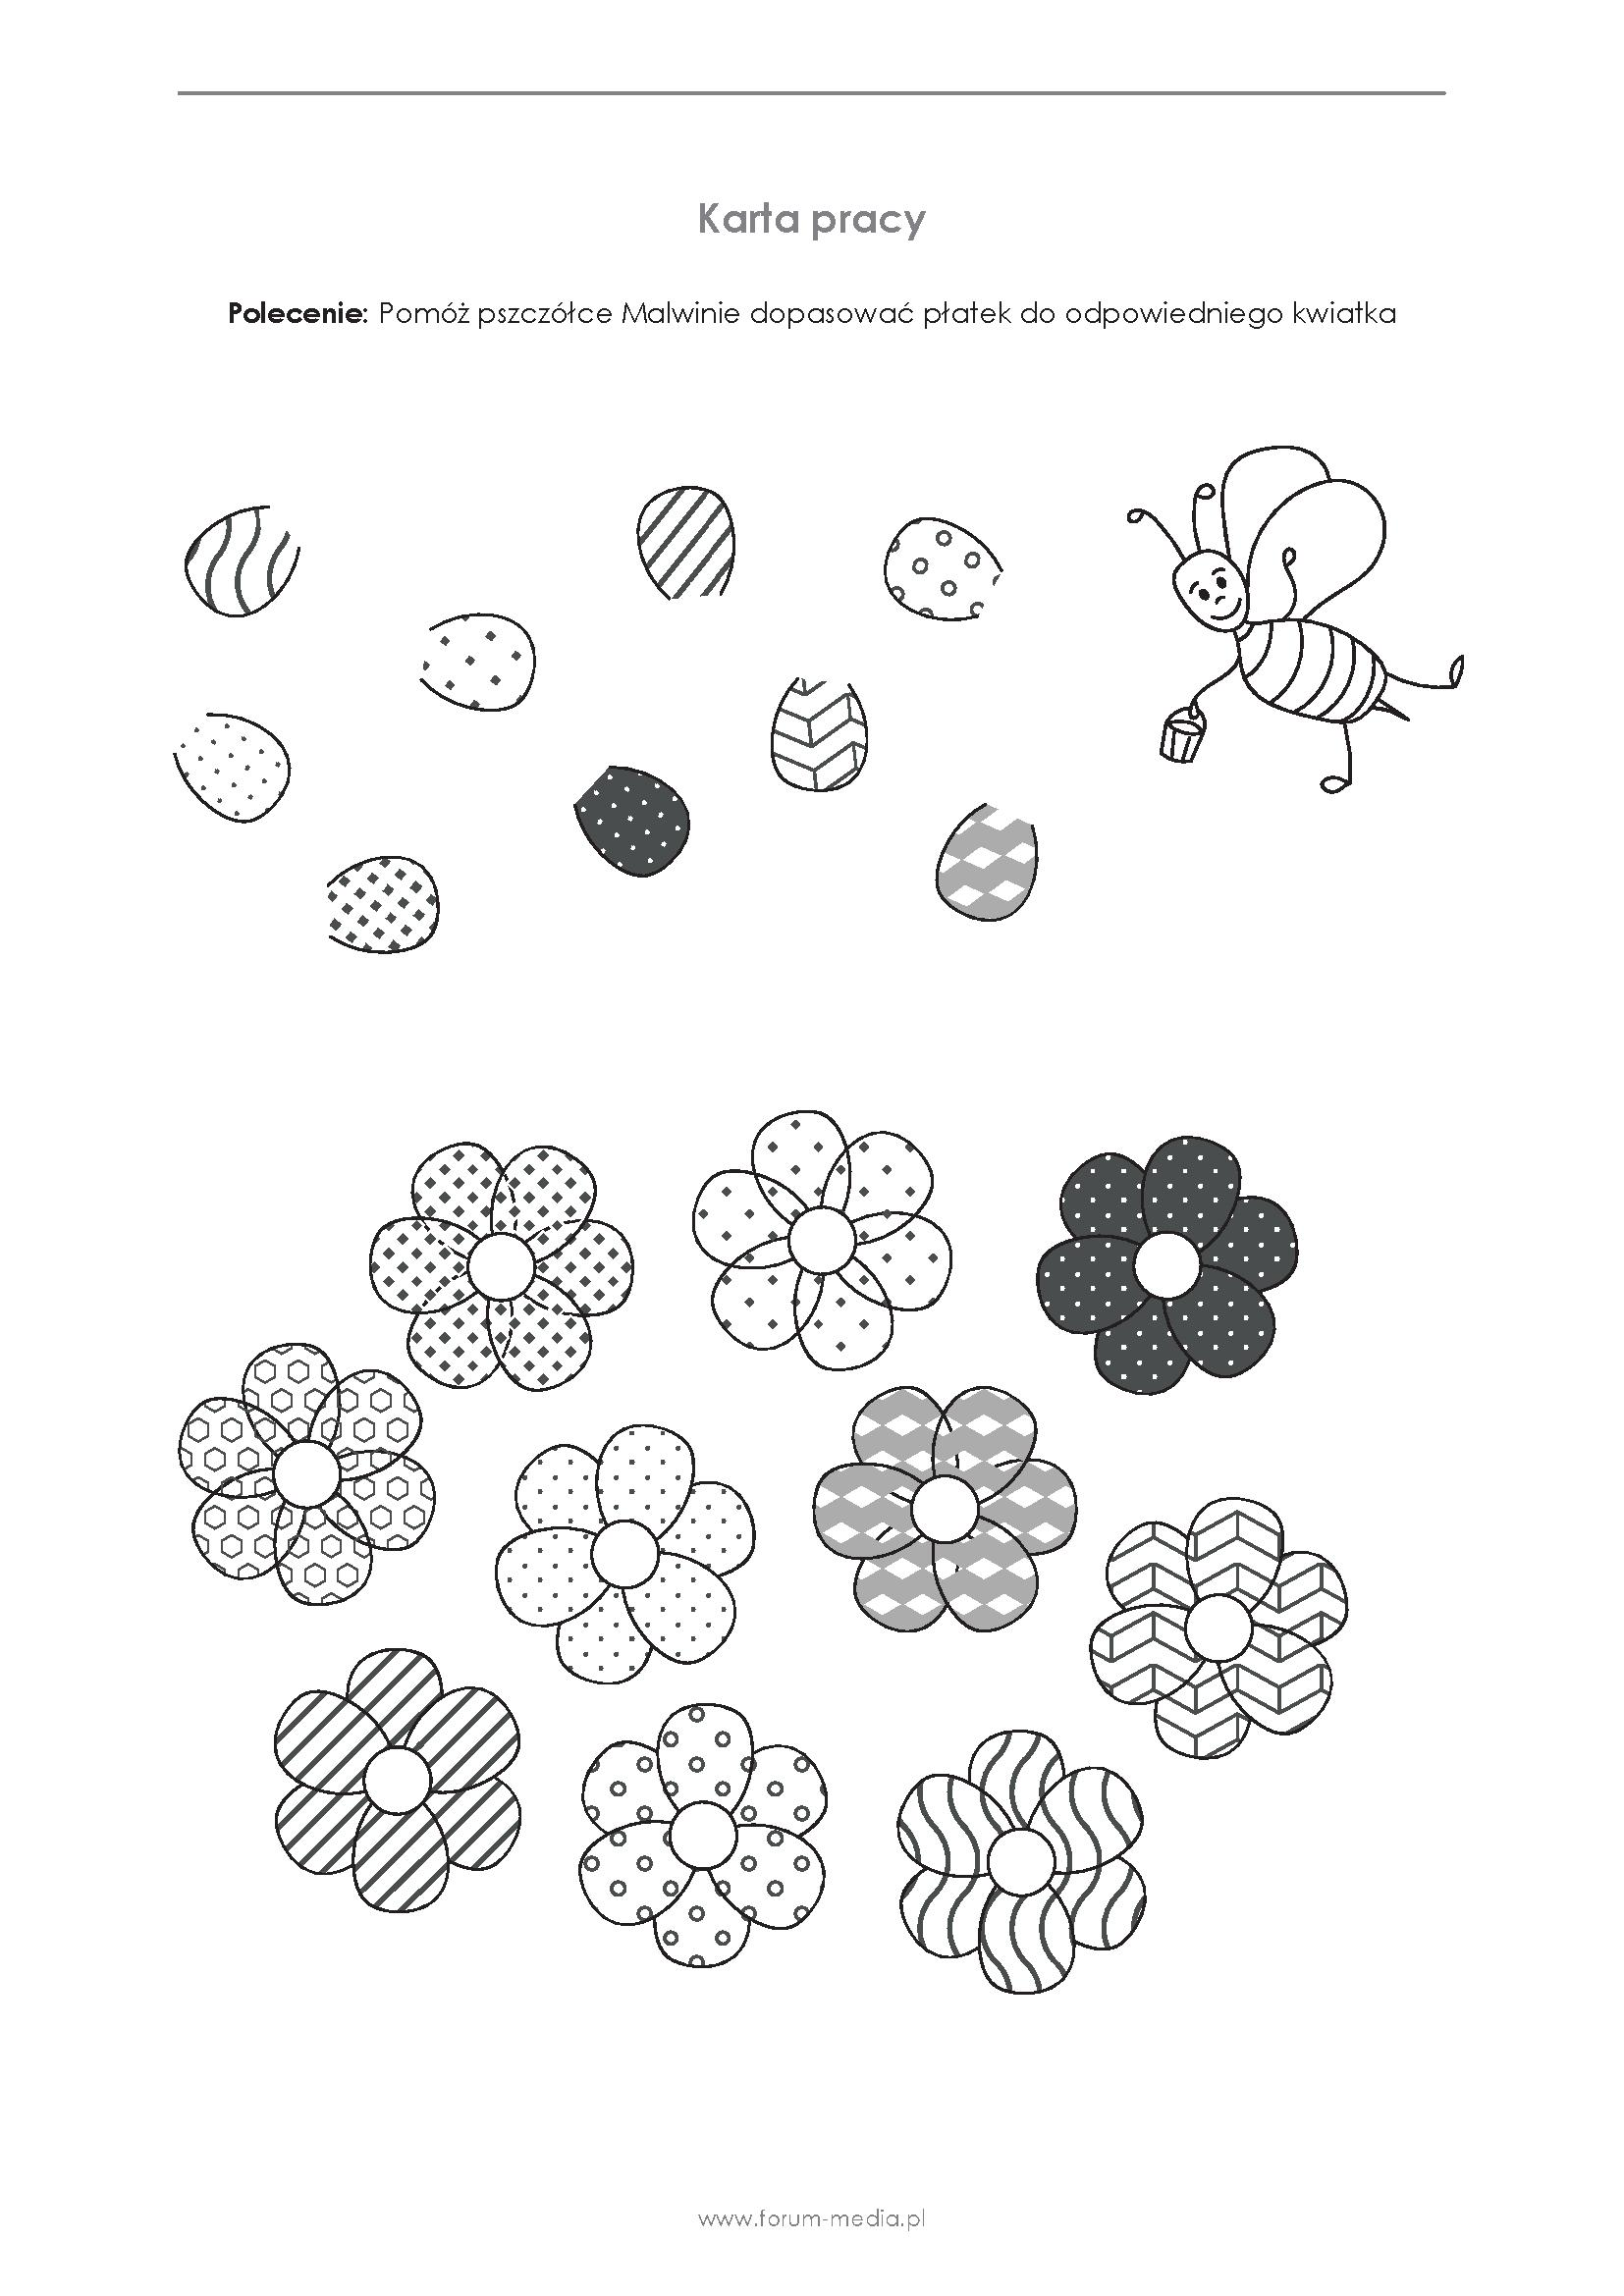 Karta pracy
Polecenie: Pomóż pszczółce Malwinie dopasować płatek do odpowiedniego kwiatka
www.forum-media.pl